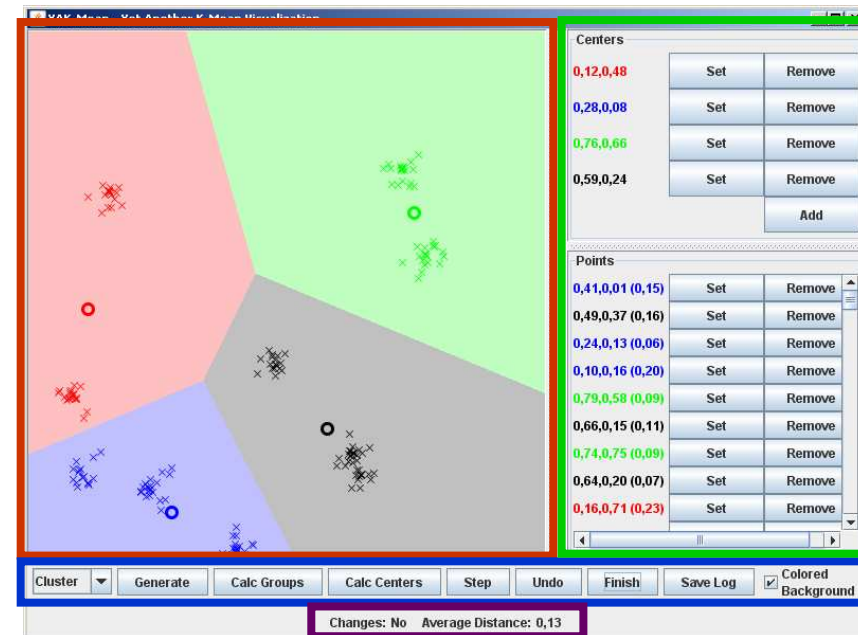 YAK-Mean - Yet Another K-Mean Visualization
Centers
0,12,0,48 Set Remove
0,28,0,08 Set Remove
0,76,0,66 Set Remove
0,59,0,24 Set Remove
Add
Points
0,41,0,01 (0,15) Set Remove
0,49,0,37 (0,16) Set Remove
0,24,0,13 (0,06) Set Remove
0,10,0,16 (0,20) Set Remove
0,79,0,58 (0,09) Set Remove
0,66,0,15 (0,11) Set Remove
0,74,0,75 (0,09) Set Remove
0,64,0,20 (0,07) Set Remove
0,16,0,71 (0,23) Set Remove
Cluster Generate Calc Groups Calc Centers Step Undo Finish Save Log Colored
Background
Changes: No Average Distance: 0,13